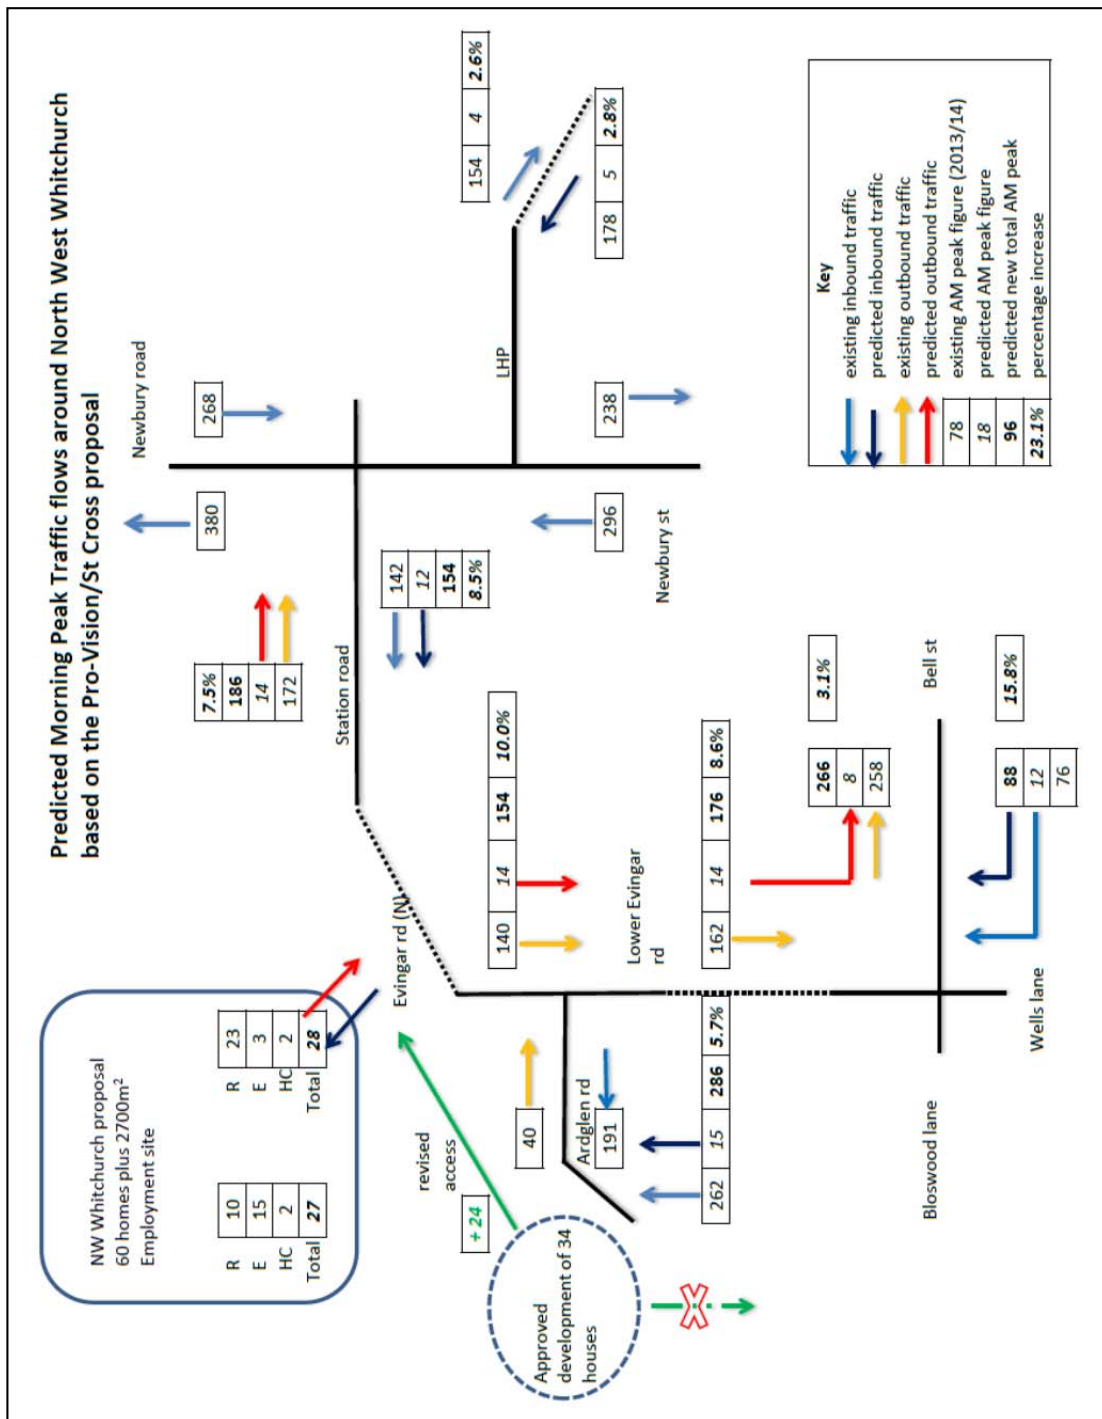 Predicted Morning Peak Traffic flows around North West Whitchurch
based on the Pro-Vision/St Cross proposal
NW Whitchurch proposal
60 homes plus 2700m²
Employment site
R 10
E 15
HC 2
Total 27
R 23
E 3
HC 2
Total 28
Newbury road
380
268
7.5%
186
14
172
Station road
142
12
154
8.5%
154 4 2.6%
LHP
178 5 2.8%
296
238
Newbury st
Evingar rd (N)
revised
access
+ 24
Approved
development of 34
houses
140 14 154 10.0%
40
Ardglen rd
191
Lower Evingar
rd
262 15 286 5.7%
162 14 176 8.6%
266
8
258
3.1%
Bell st
Bloswood lane
Wells lane
88
12
76
15.8%
Key
existing inbound traffic
predicted inbound traffic
existing outbound traffic
predicted outbound traffic
78 existing AM peak figure (2013/14)
18 predicted AM peak figure
96 predicted new total AM peak
23.1% percentage increase